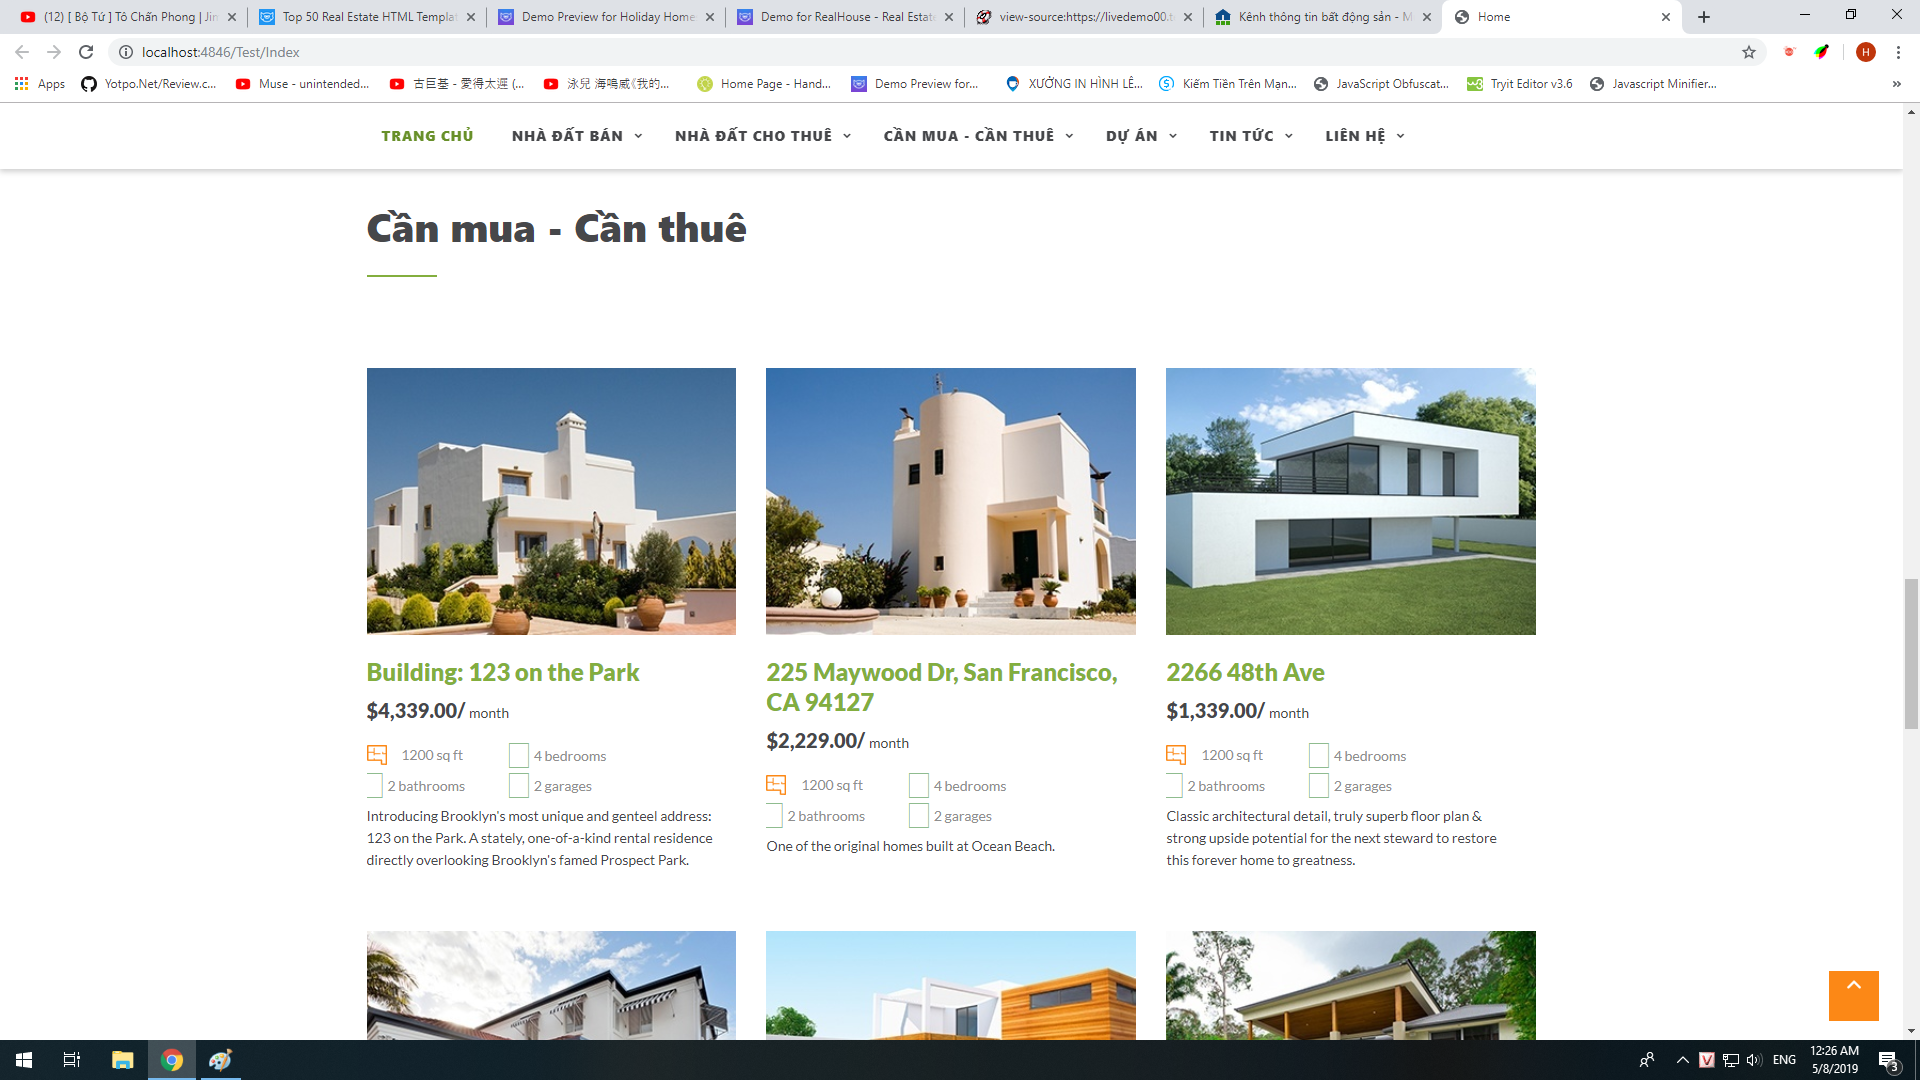 (12) [ Bộ Tứ ] Tô Chấn Phong | Jin
Top 50 Real Estate HTML Templat
Demo Preview for Holiday Home
Demo for RealHouse - Real Estate
view-source:https://livedemo00.t
Kênh thông tin bất động sản - M
Home
localhost:4846/Test/Index
H
Apps
Yotpo.Net/Review.c...
Muse - unintended...
古巨基 - 愛得太遲 (...
泳兒 海鳴威《我的...
Home Page - Hand...
Demo Preview for...
XƯỞNG IN HÌNH LÊ...
Kiếm Tiền Trên Mạn...
JavaScript Obfuscat...
Tryit Editor v3.6
Javascript Minifier...
»
TRANG CHỦ
NHÀ ĐẤT BÁN
NHÀ ĐẤT CHO THUÊ
CẦN MUA - CẦN THUÊ
DỰ ÁN
TIN TỨC
LIÊN HỆ
Cần mua - Cần thuê
Building: 123 on the Park
$4,339.00/ month
1200 sq ft
4 bedrooms
2 bathrooms
2 garages
Introducing Brooklyn's most unique and genteel address:
123 on the Park. A stately, one-of-a-kind rental residence
directly overlooking Brooklyn's famed Prospect Park.
225 Maywood Dr, San Francisco,
CA 94127
$2,229.00/ month
1200 sq ft
4 bedrooms
2 bathrooms
2 garages
One of the original homes built at Ocean Beach.
2266 48th Ave
$1,339.00/ month
1200 sq ft
4 bedrooms
2 bathrooms
2 garages
Classic architectural detail, truly superb floor plan &
strong upside potential for the next steward to restore
this forever home to greatness.
V
ENG
12:26 AM
5/8/2019
3